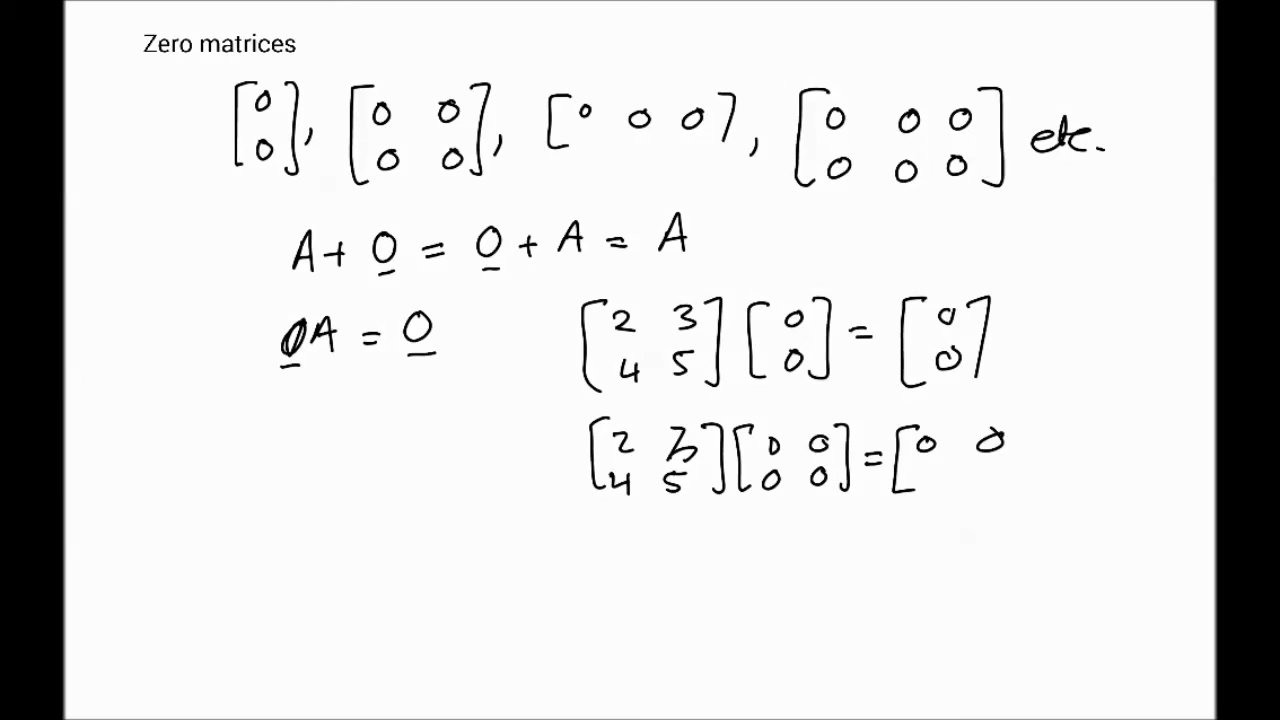 Zero matrices
[0 0], [0 0 0 0], [0 0 0], [0 0 0 0 0 0] etc.
A + 0 = 0 + A = A
0A = 0
[2 3 4 5] [0 0] = [0 0]
[2 3 4 5] [0 0 0 0] = [0 0